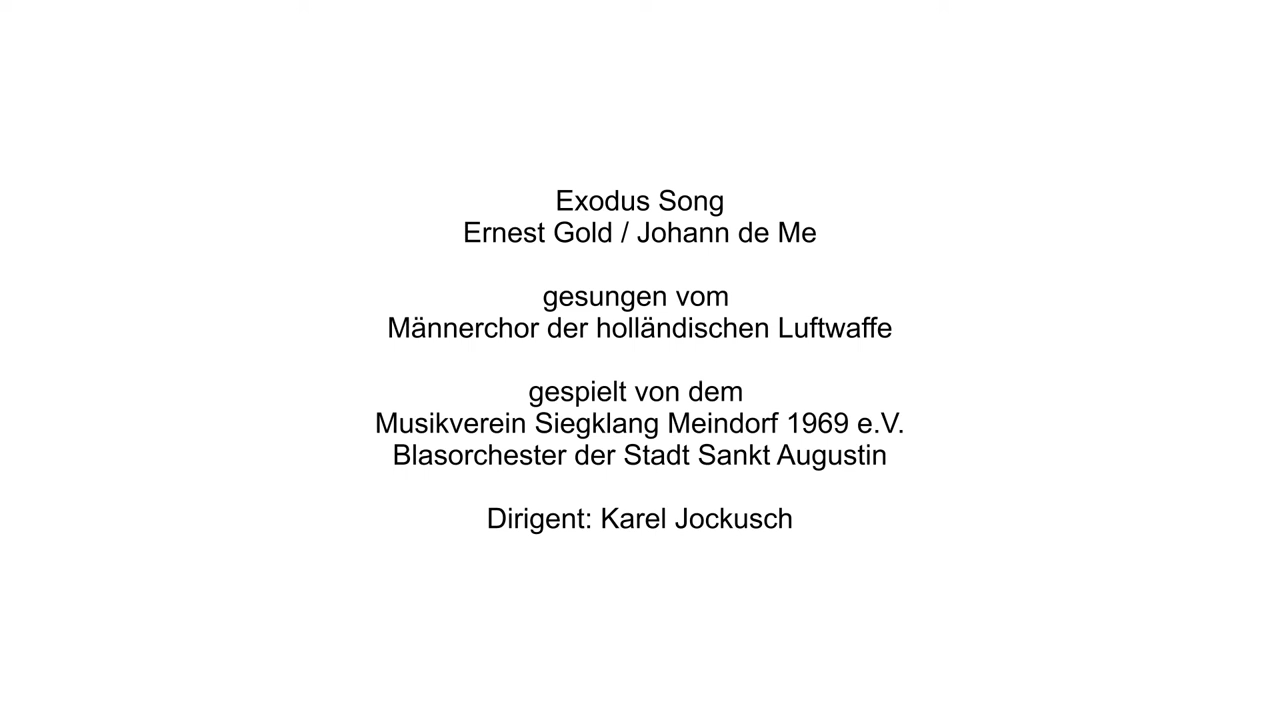 Exodus Song
Ernest Gold / Johann de Me
gesungen vom
Männerchor der holländischen Luftwaffe
gespielt von dem
Musikverein Siegklang Meindorf 1969 e.V.
Blasorchester der Stadt Sankt Augustin
Dirigent: Karel Jockusch